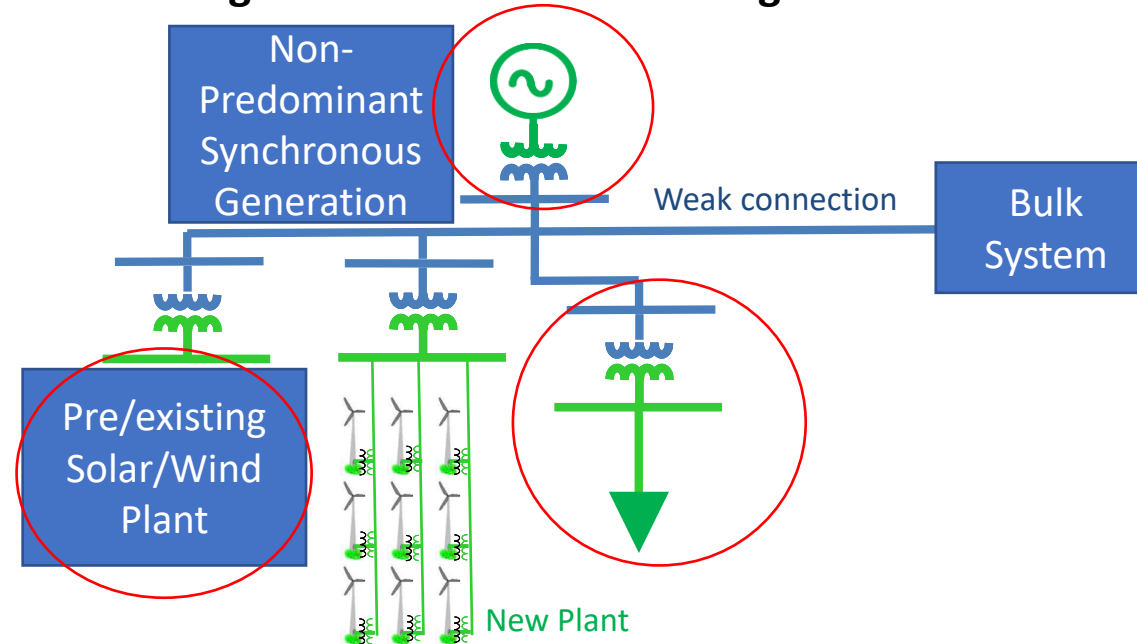 Non-
Predominant
Synchronous
Generation
Weak connection
Bulk
System
Pre/existing
Solar/Wind
Plant
New Plant